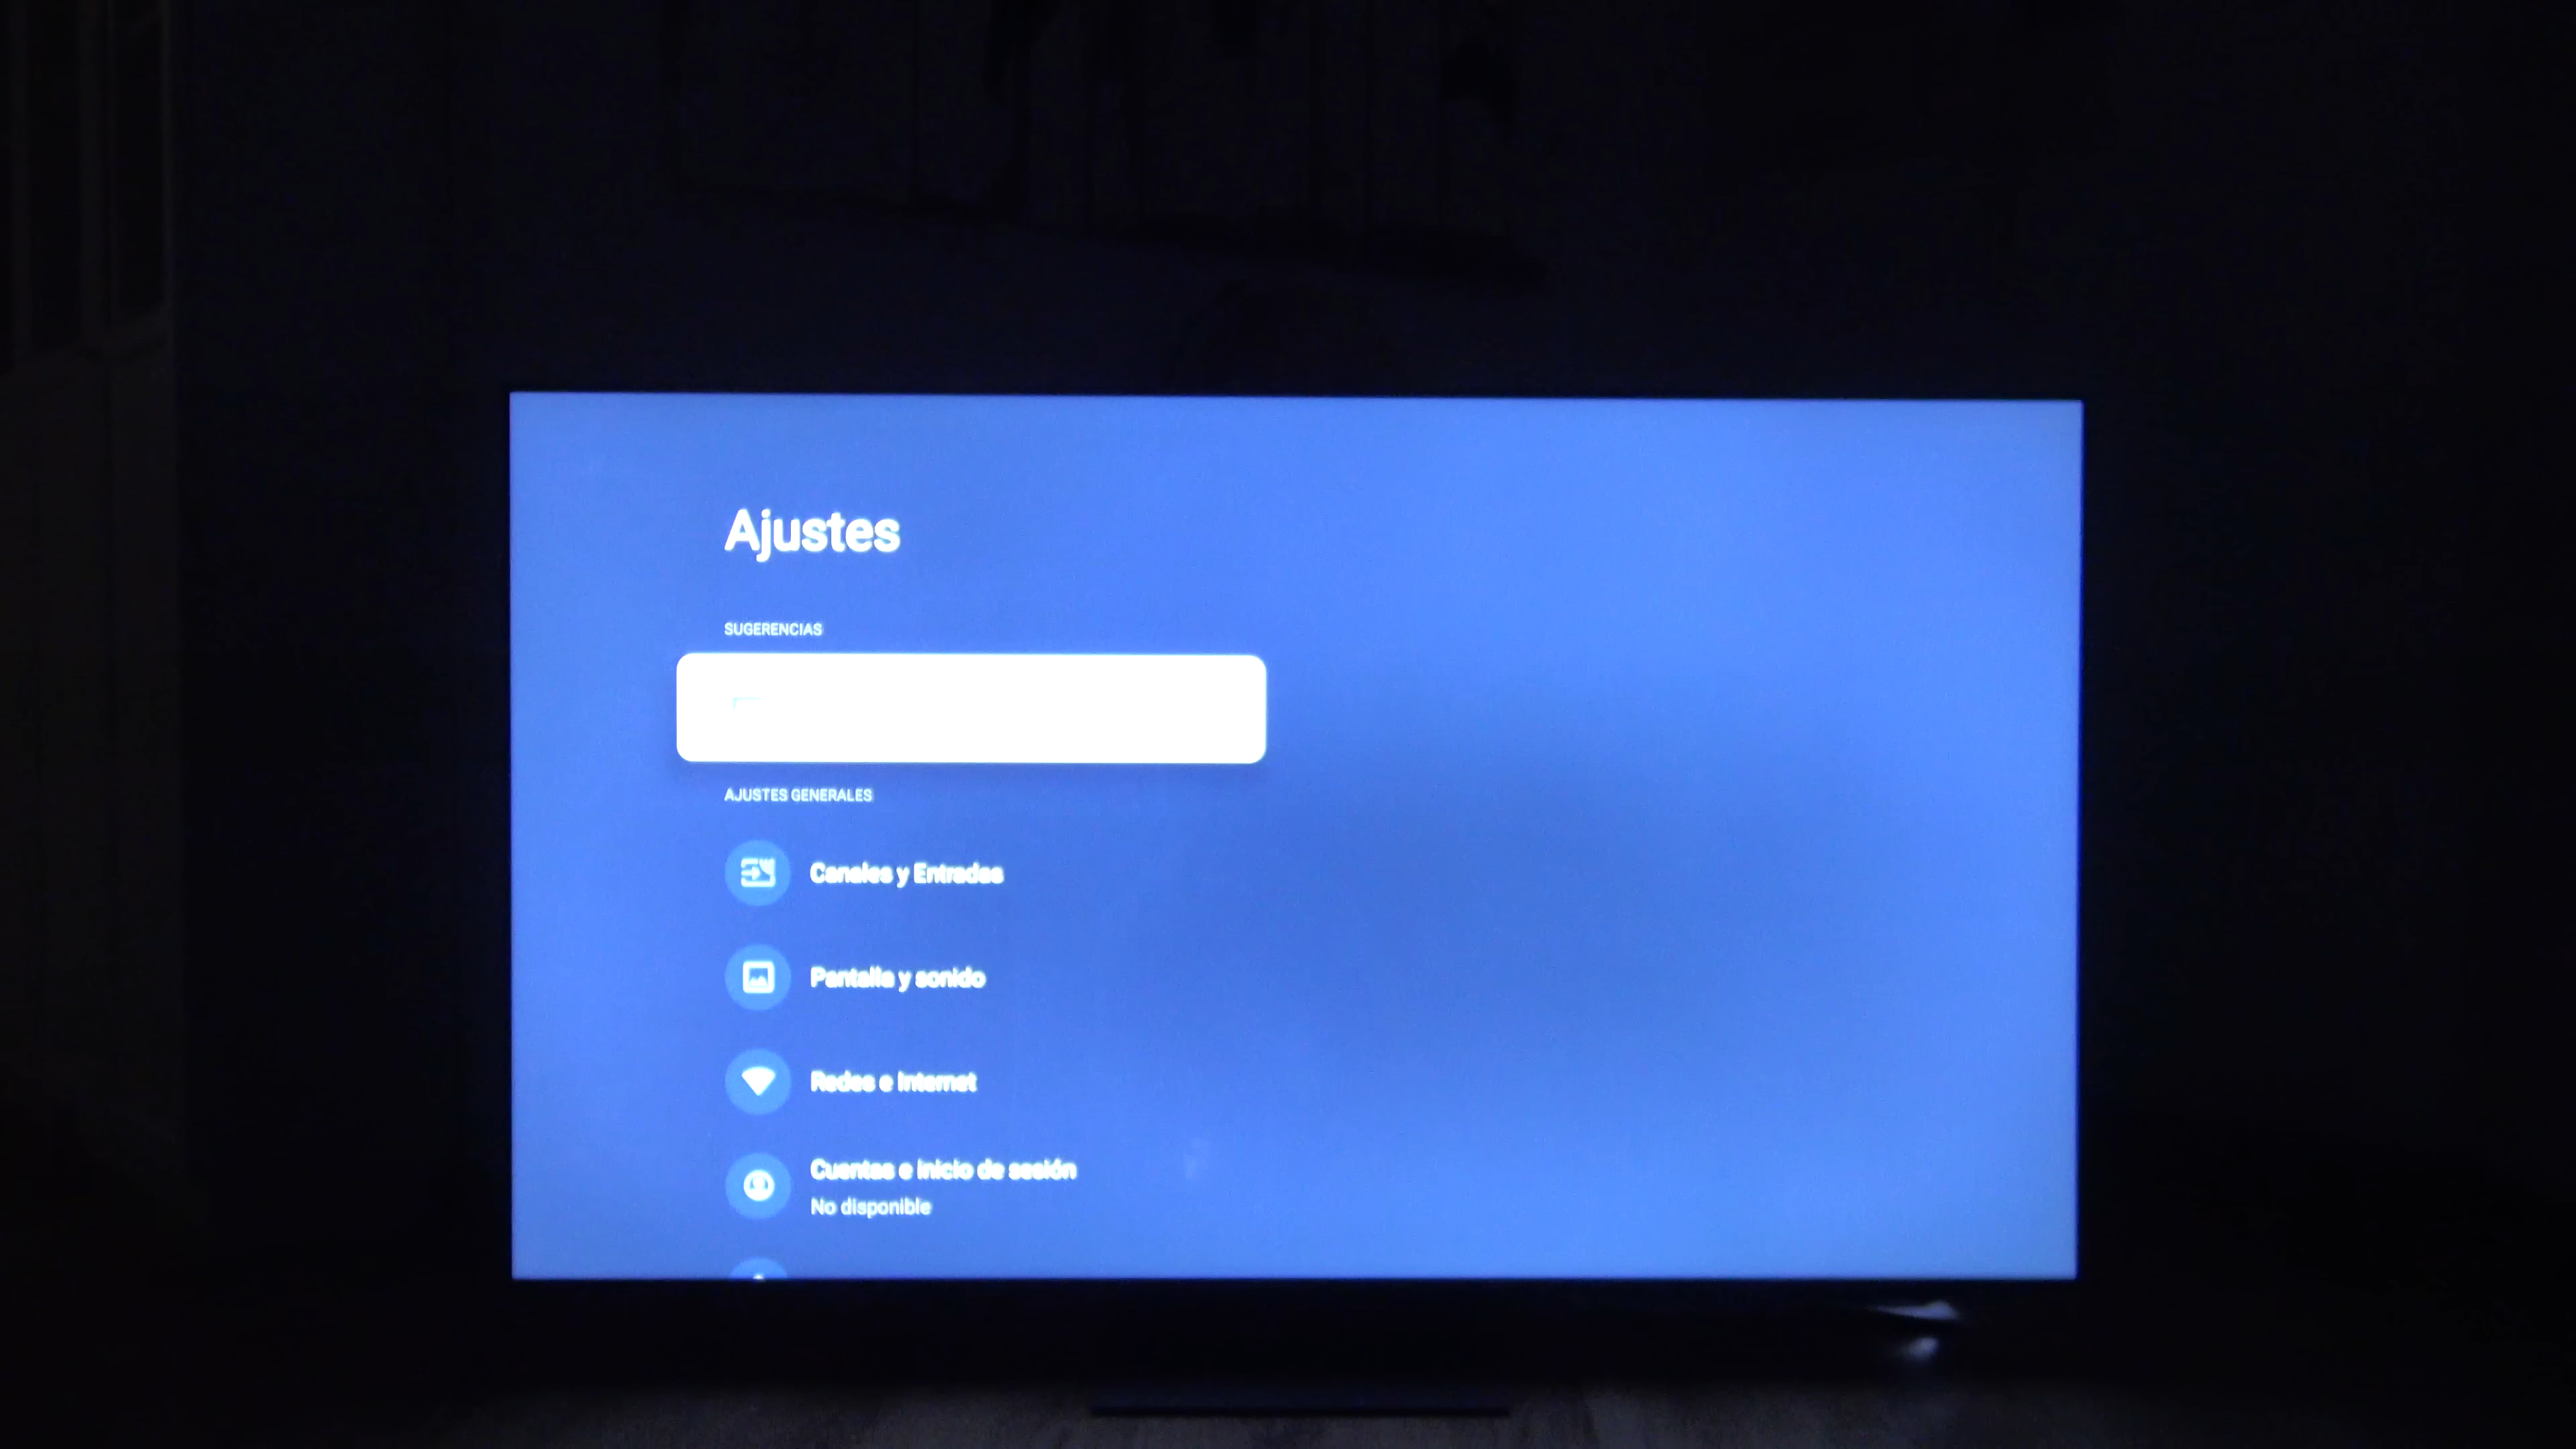 Ajustes
SUGERENCIAS
AJUSTES GENERALES
Canales y Entradas
Pantalla y sonido
Redes e Internet
Cuentas e inicio de sesión
No disponible